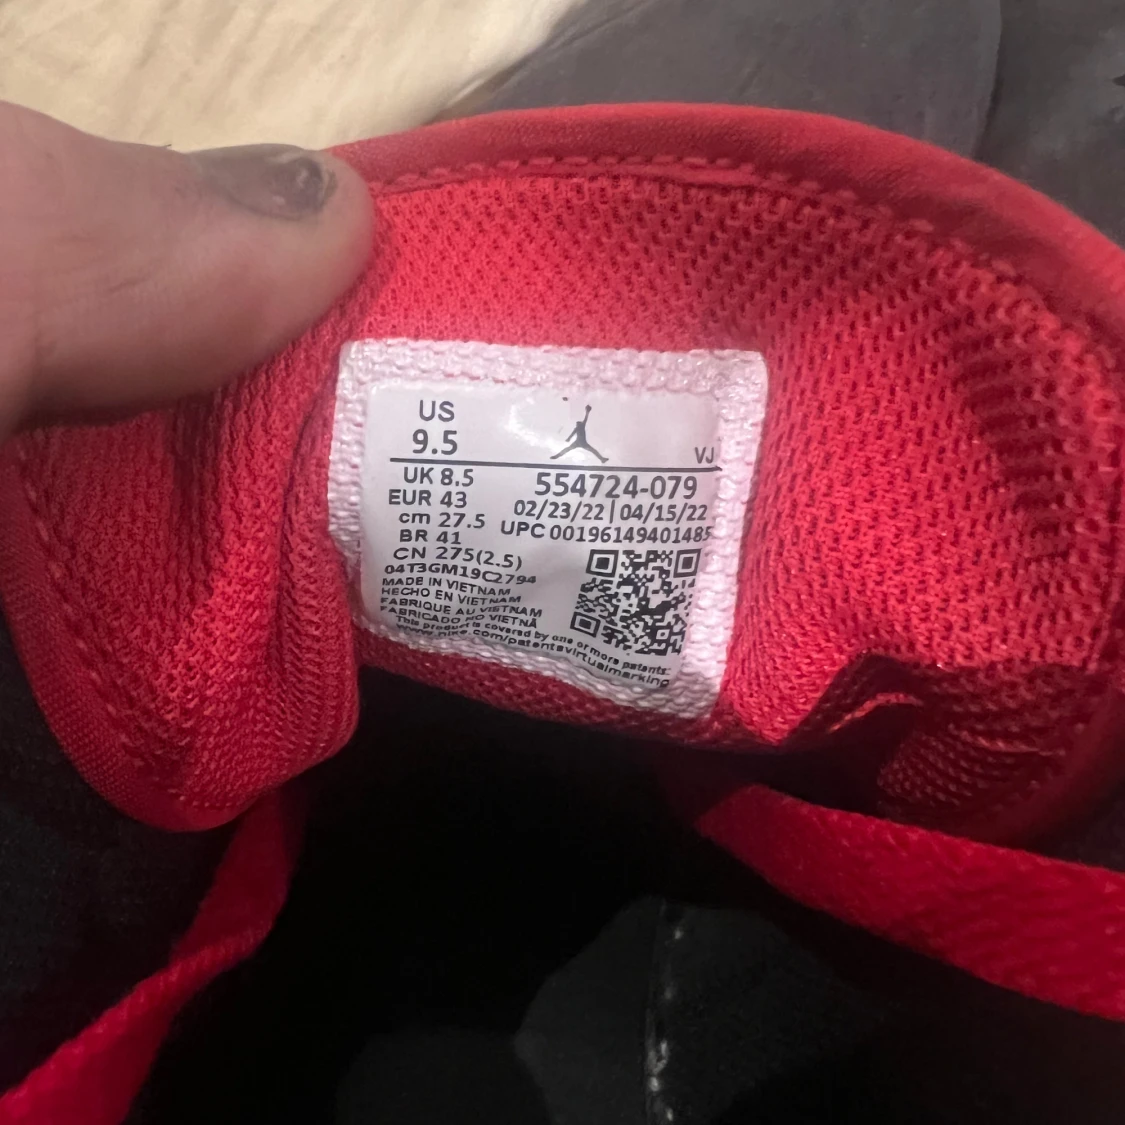 US
9.5
VJ
UK 8.5
554724-079
EUR 43
02/23/22 | 04/15/22
cm 27.5
UPC 00196149401485
BR 41
CN 275(2.5)
04T3GM19C2794
MADE IN VIETNAM
HECHO EN VIETNAM
FABRIQUE AU VIETNAM
FABRICADO NO VIETNÃ
This product is covered by one or more patents:
www.nike.com/patentsvirtualmarking